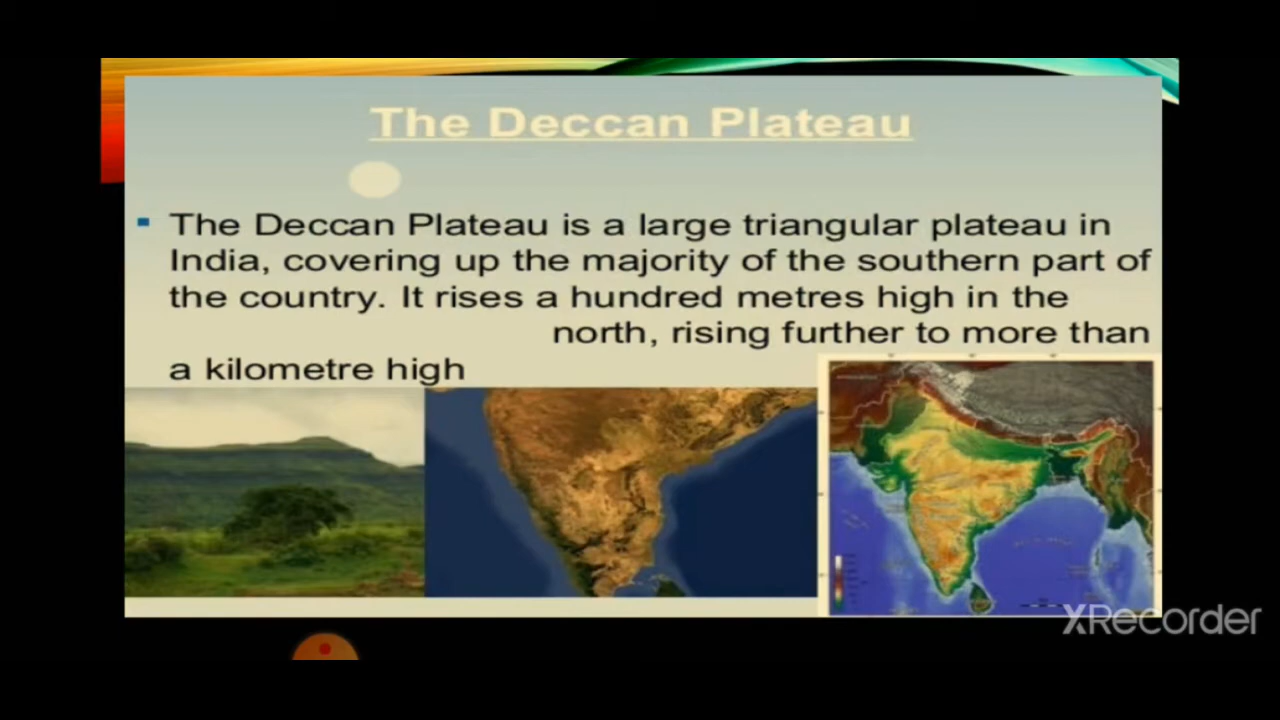 The Deccan Plateau
The Deccan Plateau is a large triangular plateau in
India, covering up the majority of the southern part of
the country. It rises a hundred metres high in the
north, rising further to more than
a kilometre high
XRecorder